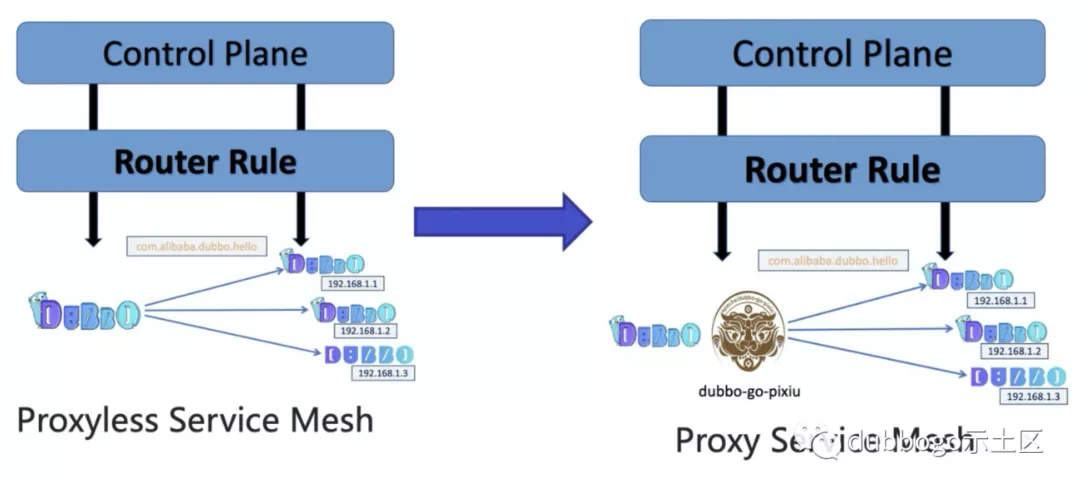 Control Plane
Router Rule
com.alibaba.dubbo.hello
DUBBO
DUBBO
192.168.1.1
DUBBO
192.168.1.2
DUBBO
192.168.1.3
Proxyless Service Mesh
Control Plane
Router Rule
com.alibaba.dubbo.hello
DUBBO
dubbo-go-pixiu
DUBBO
192.168.1.1
DUBBO
192.168.1.2
DUBBO
192.168.1.3
Proxy Service Mesh
dubbogo示土区